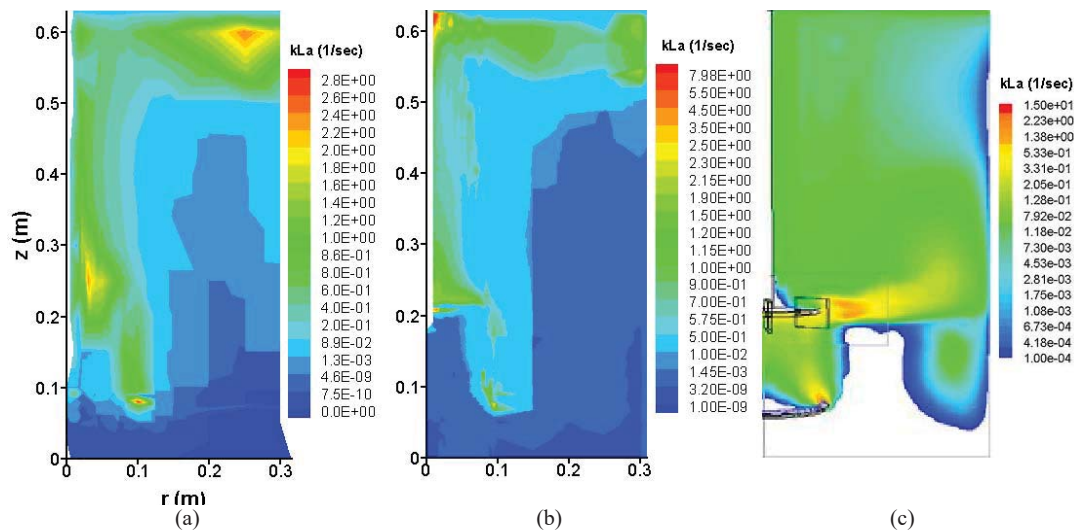 kLa (1/sec)
2.8E+00
2.6E+00
2.4E+00
2.2E+00
2.0E+00
1.8E+00
1.6E+00
1.4E+00
1.2E+00
1.0E+00
8.6E-01
8.0E-01
6.0E-01
4.0E-01
2.0E-01
8.9E-02
1.3E-03
4.6E-09
7.5E-10
0.0E+00
0.6
0.5
0.4
0.3
0.2
0.1
0
z (m)
0
0.1
0.2
0.3
r (m)
(a)
kLa (1/sec)
7.98E+00
5.50E+00
4.50E+00
3.50E+00
2.50E+00
2.30E+00
2.15E+00
1.90E+00
1.50E+00
1.20E+00
1.15E+00
1.00E+00
9.00E-01
7.00E-01
5.75E-01
5.00E-01
1.00E-02
1.45E-03
3.20E-09
1.00E-09
0.6
0.5
0.4
0.3
0.2
0.1
0
0
0.1
0.2
0.3
(b)
kLa (1/sec)
1.50e+01
2.23e+00
1.38e+00
5.33e-01
2.05e-01
1.28e-01
7.92e-02
1.18e-02
7.30e-03
4.53e-03
2.81e-03
1.75e-03
1.08e-03
6.73e-04
4.18e-04
1.00e-04
(c)